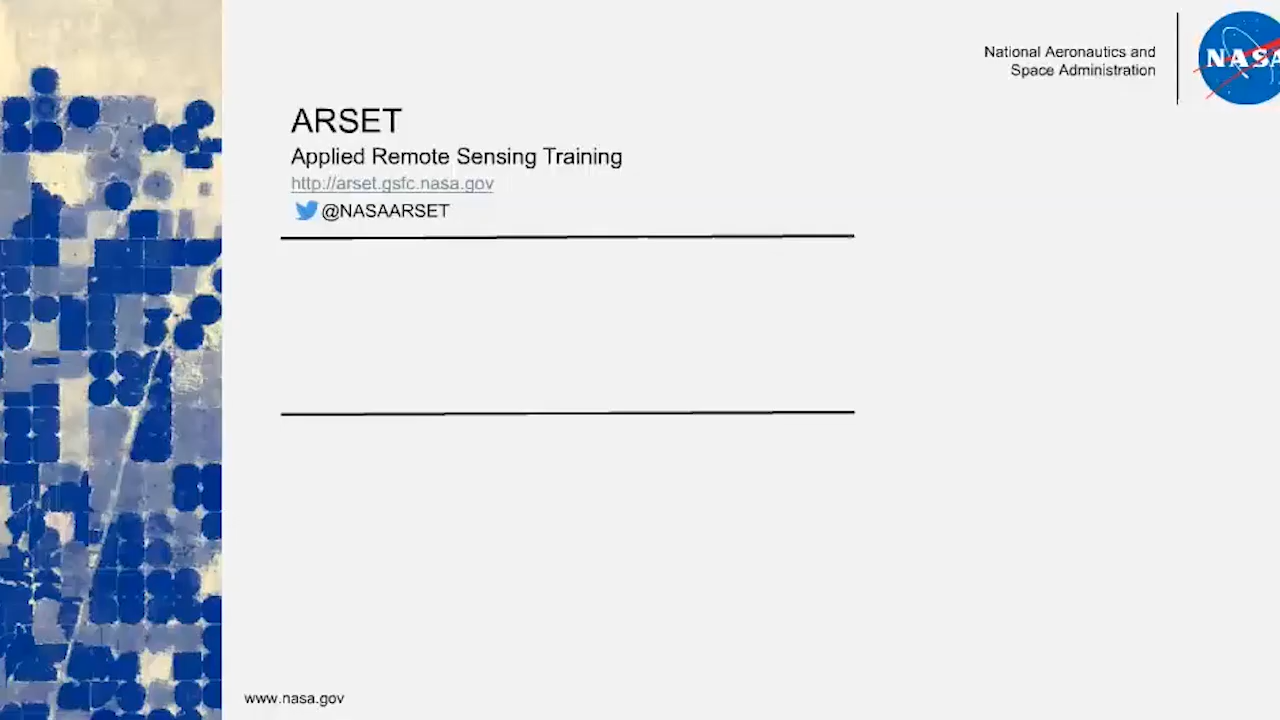 National Aeronautics and
Space Administration
NASA
ARSET
Applied Remote Sensing Training
http://arset.gsfc.nasa.gov
@NASAARSET
www.nasa.gov